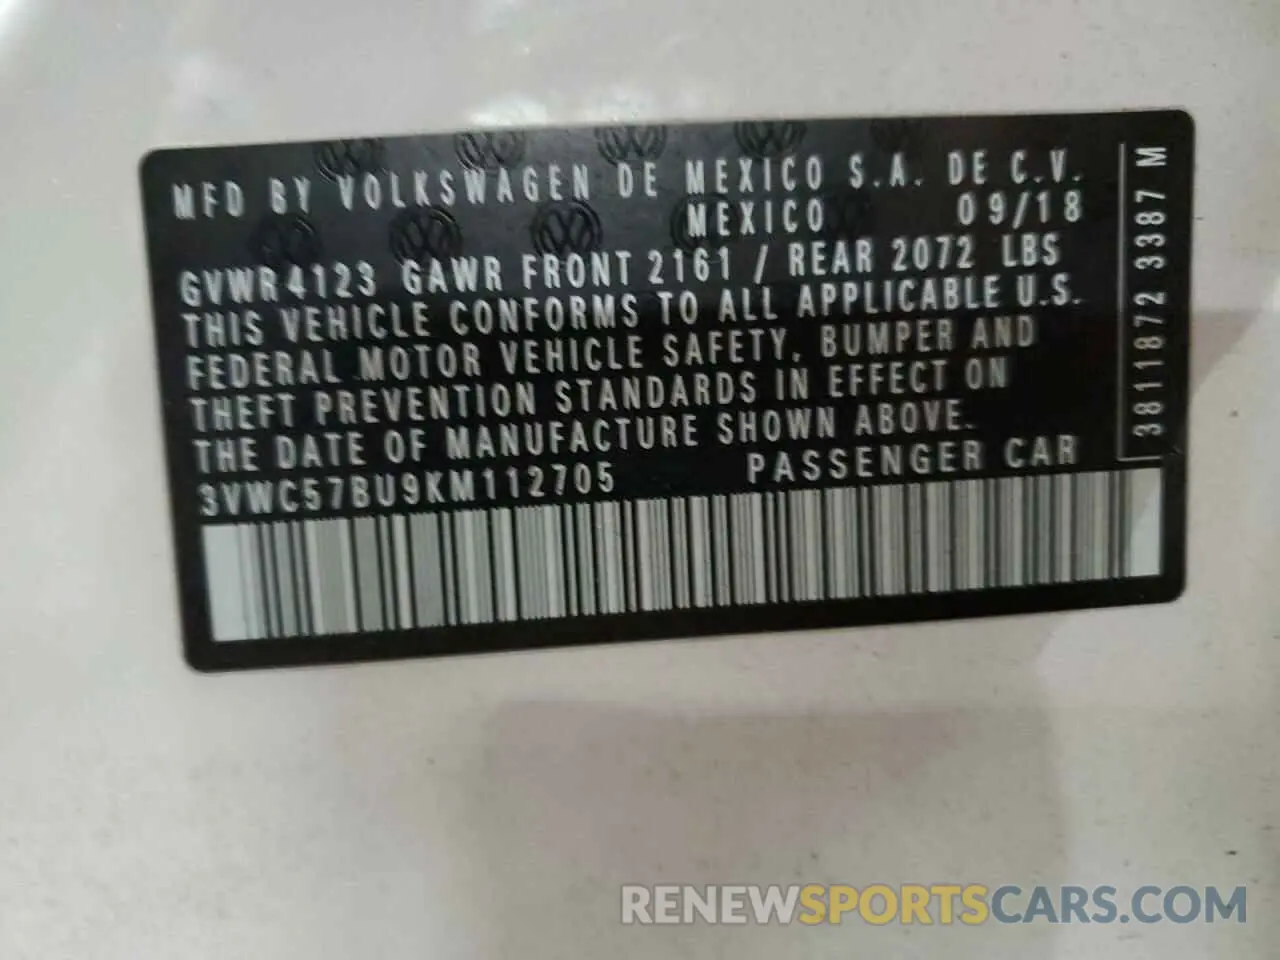 MFD BY VOLKSWAGEN DE MEXICO S.A. DE C.V.
MEXICO 09/18
GVWR 4123 GAWR FRONT 2161 / REAR 2072 LBS
THIS VEHICLE CONFORMS TO ALL APPLICABLE U.S.
FEDERAL MOTOR VEHICLE SAFETY, BUMPER AND
THEFT PREVENTION STANDARDS IN EFFECT ON
THE DATE OF MANUFACTURE SHOWN ABOVE.
3VWC57BU9KM112705 PASSENGER CAR
3811872 3387 M
RENEWSPORTSCARS.COM